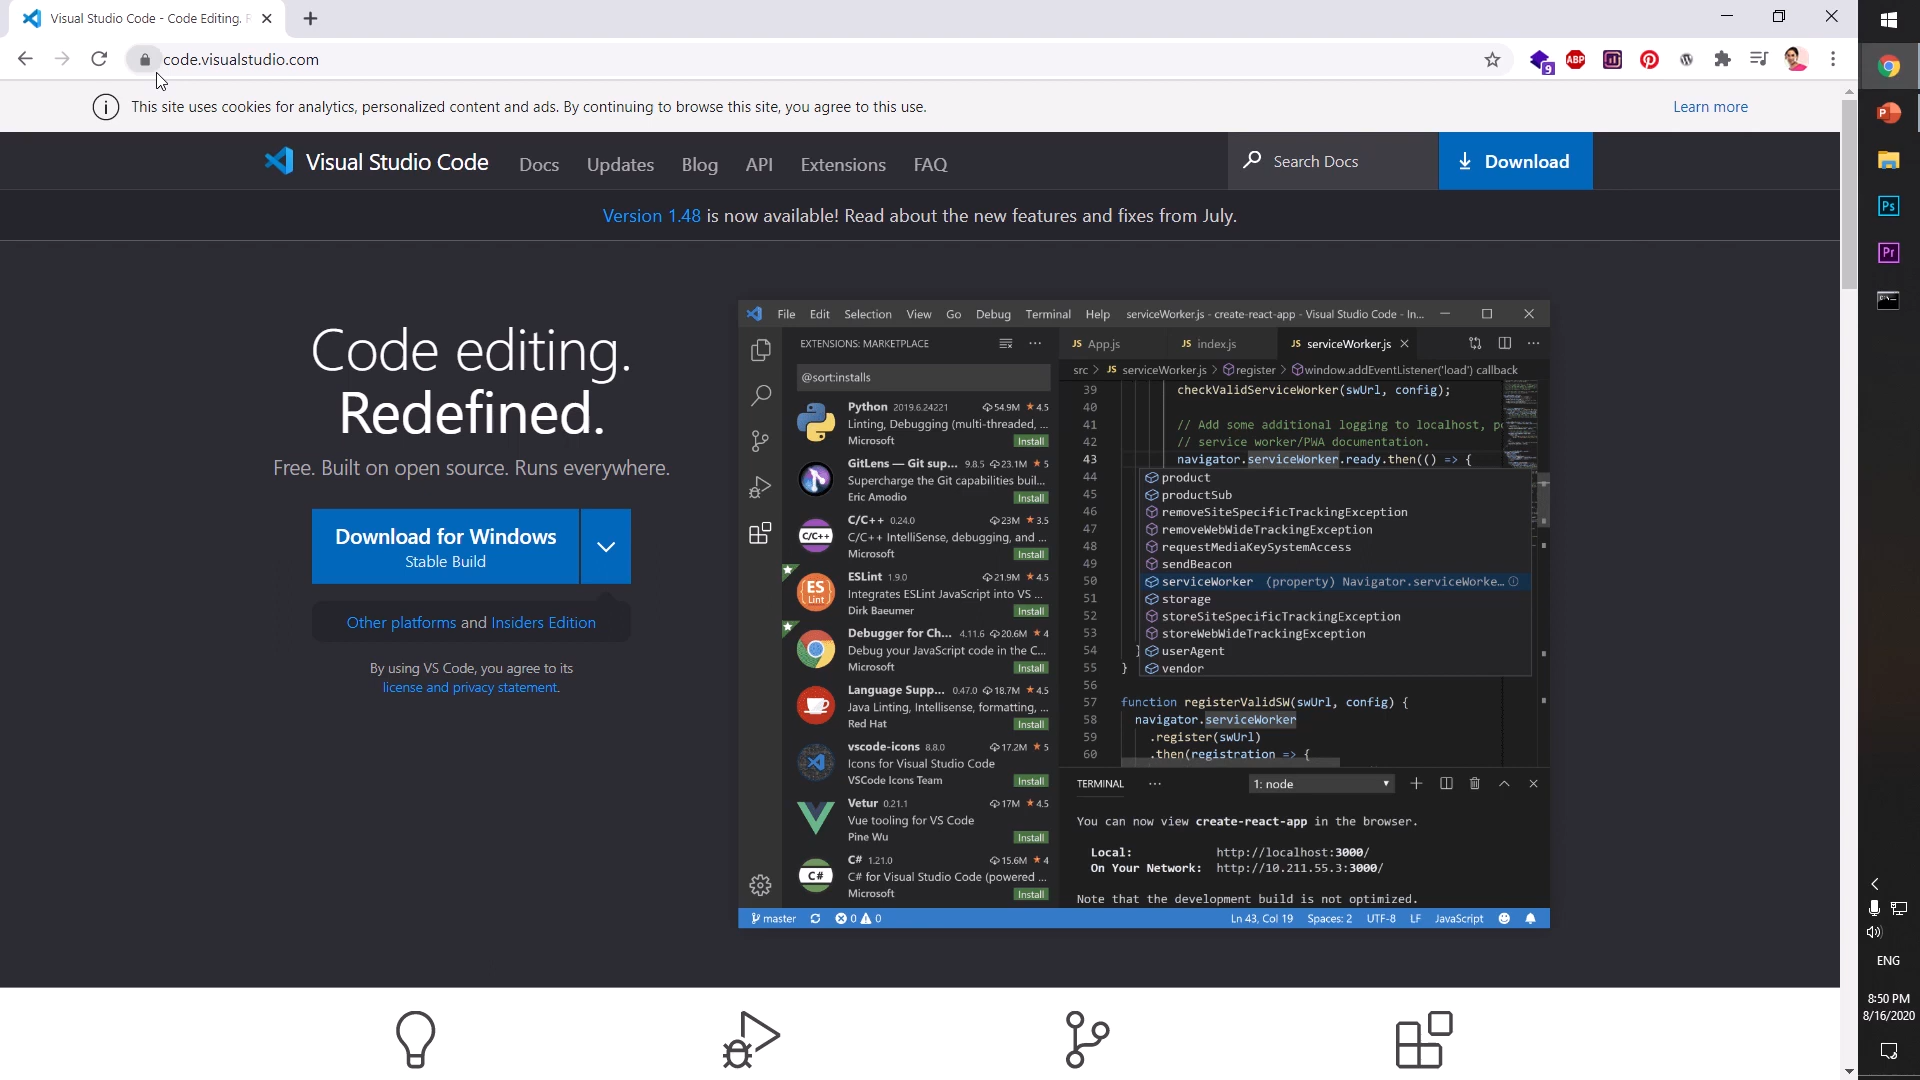 Visual Studio Code - Code Editing.
code.visualstudio.com
9
ABP
This site uses cookies for analytics, personalized content and ads. By continuing to browse this site, you agree to this use.
Learn more
Visual Studio Code
Docs
Updates
Blog
API
Extensions
FAQ
Search Docs
Download
Version 1.48 is now available! Read about the new features and fixes from July.
Code editing.
Redefined.
Free. Built on open source. Runs everywhere.
Download for Windows
Stable Build
Other platforms and Insiders Edition
By using VS Code, you agree to its
license and privacy statement.
File Edit Selection View Go Debug Terminal Help serviceWorker.js - create-react-app - Visual Studio Code - In...
EXTENSIONS: MARKETPLACE
@sort:installs
Python 2019.6.24221 54.9M 4.5
Linting, Debugging (multi-threaded, ...
Microsoft Install
GitLens — Git sup... 9.8.5 23.1M 5
Supercharge the Git capabilities buil...
Eric Amodio Install
C/C++
C/C++ 0.24.0 23M 3.5
C/C++ IntelliSense, debugging, and ...
Microsoft Install
ES
Lint
ESLint 1.9.0 21.9M 4.5
Integrates ESLint JavaScript into VS ...
Dirk Baeumer Install
Debugger for Ch... 4.11.6 20.6M 4
Debug your JavaScript code in the C...
Microsoft Install
Language Supp... 0.47.0 18.7M 4.5
Java Linting, Intellisense, formatting, ...
Red Hat Install
vscode-icons 8.8.0 17.2M 5
Icons for Visual Studio Code
VSCode Icons Team Install
Vetur 0.21.1 17M 4.5
Vue tooling for VS Code
Pine Wu Install
C#
C# 1.21.0 15.6M 4
C# for Visual Studio Code (powered ...
Microsoft Install
JS App.js
JS index.js
JS serviceWorker.js
src > JS serviceWorker.js > register > window.addEventListener('load') callback
39 checkValidServiceWorker(swUrl, config);
40
41 // Add some additional logging to localhost, p
42 // service worker/PWA documentation.
43 navigator.serviceWorker.ready.then(() => {
44 product
45 productSub
46 removeSiteSpecificTrackingException
47 removeWebWideTrackingException
48 requestMediaKeySystemAccess
49 sendBeacon
50 serviceWorker (property) Navigator.serviceWorke...
51 storage
52 storeSiteSpecificTrackingException
53 storeWebWideTrackingException
54 } userAgent
55 } vendor
56
57 function registerValidSW(swUrl, config) {
58 navigator.serviceWorker
59 .register(swUrl)
60 .then(registration => {
TERMINAL ... 1: node
You can now view create-react-app in the browser.
Local: http://localhost:3000/
On Your Network: http://10.211.55.3:3000/
Note that the development build is not optimized.
master 0 0
Ln 43, Col 19 Spaces: 2 UTF-8 LF JavaScript
Ps
Pr
ENG
8:50 PM
8/16/2020